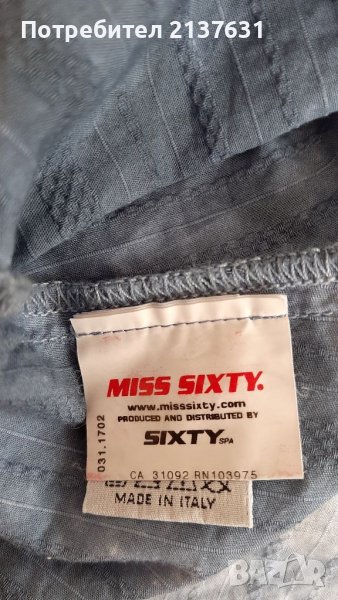 Потребител 2137631
MISS SIXTY.
www.misssixty.com
PRODUCED AND DISTRIBUTED BY
SIXTY SPA
031.1702
CA 31092 RN103975
MADE IN ITALY
BAZAR